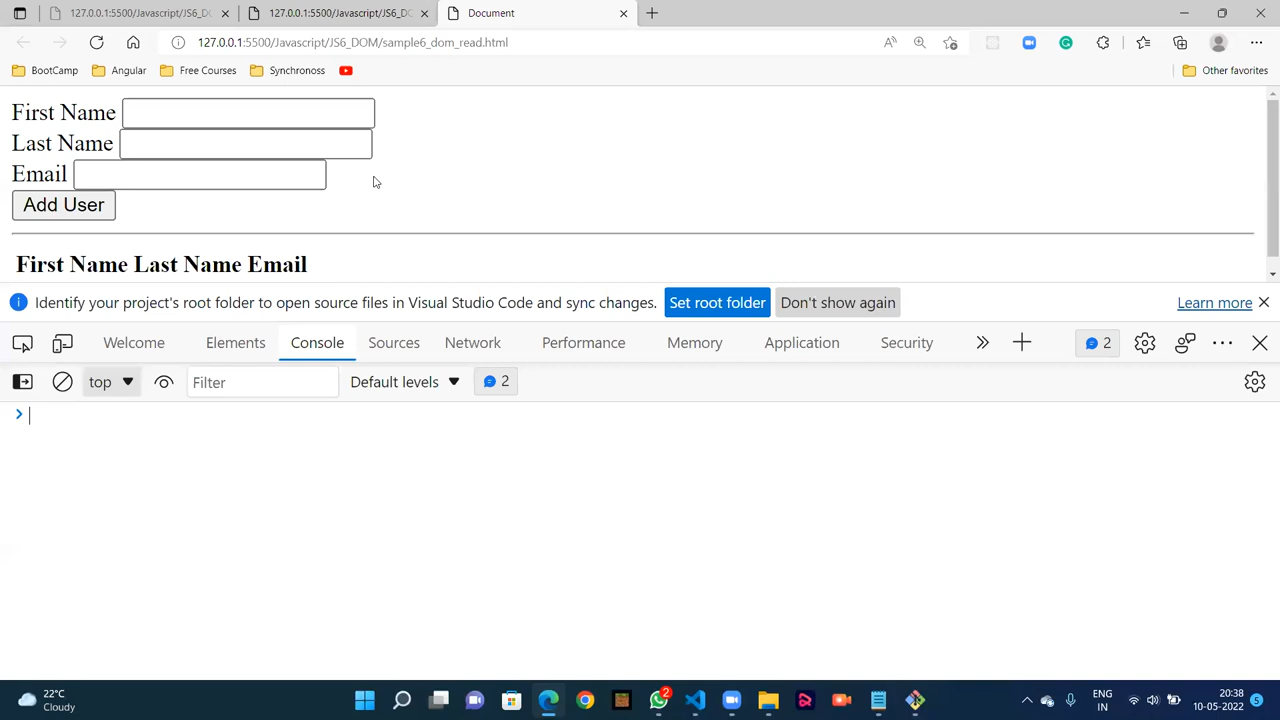 127.0.0.1:5500/Javascript/JS6_DO
127.0.0.1:5500/Javascript/JS6_DO
Document
127.0.0.1:5500/Javascript/JS6_DOM/sample6_dom_read.html
BootCamp
Angular
Free Courses
Synchronoss
Other favorites
First Name
Last Name
Email
Add User
First Name Last Name Email
Identify your project's root folder to open source files in Visual Studio Code and sync changes. Set root folder Don't show again Learn more
Welcome Elements Console Sources Network Performance Memory Application Security 2
top Filter Default levels 2
22°C
Cloudy
2
ENG
IN
20:38
10-05-2022
5